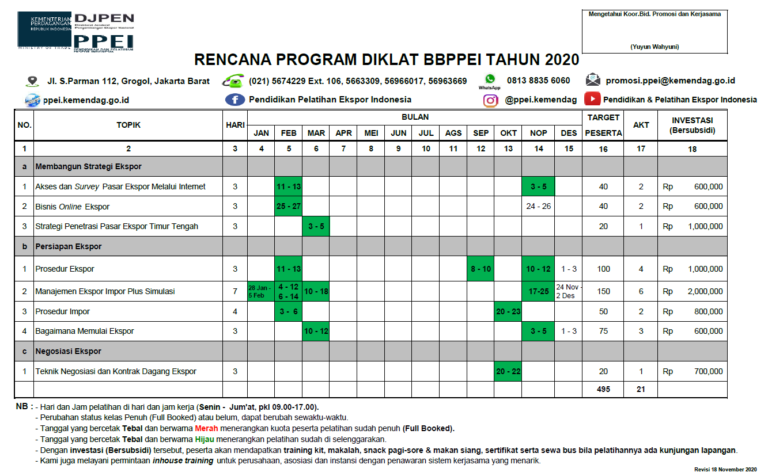 KEMENTERIAN
PERDAGANGAN
REPUBLIK INDONESIA
DJPEN
PPEI
Mengetahui Koor.Bid. Promosi dan Kerjasama
(Yuyun Wahyuni)
RENCANA PROGRAM DIKLAT BBPPEI TAHUN 2020
Jl. S.Parman 112, Grogol, Jakarta Barat (021) 5674229 Ext. 106, 5663309, 56966017, 56963669 WhatsApp 0813 8835 6060 promosi.ppei@kemendag.go.id
ppei.kemendag.go.id Pendidikan Pelatihan Ekspor Indonesia @ppei.kemendag Pendidikan & Pelatihan Ekspor Indonesia
NO. TOPIK HARI BULAN TARGET PESERTA AKT INVESTASI (Bersubsidi)
JAN FEB MAR APR MEI JUN JUL AGS SEP OKT NOP DES
1 2 3 4 5 6 7 8 9 10 11 12 13 14 15 16 17 18
a Membangun Strategi Ekspor
1 Akses dan Survey Pasar Ekspor Melalui Internet 3 11 - 13 3 - 5 40 2 Rp 600,000
2 Bisnis Online Ekspor 3 25 - 27 24 - 26 40 2 Rp 600,000
3 Strategi Penetrasi Pasar Ekspor Timur Tengah 3 3 - 5 20 1 Rp 1,000,000
b Persiapan Ekspor
1 Prosedur Ekspor 3 11 - 13 8 - 10 10 - 12 1 - 3 100 4 Rp 1,000,000
2 Manajemen Ekspor Impor Plus Simulasi 7 28 Jan - 5 Feb 4 - 12 6 - 14 10 - 18 17-25 24 Nov - 2 Des 150 6 Rp 2,000,000
3 Prosedur Impor 4 3 - 6 20 - 23 50 2 Rp 800,000
4 Bagaimana Memulai Ekspor 3 10 - 12 3 - 5 1 - 3 75 3 Rp 600,000
c Negosiasi Ekspor
1 Teknik Negosiasi dan Kontrak Dagang Ekspor 3 20 - 22 20 1 Rp 700,000
495 21
NB : - Hari dan Jam pelatihan di hari dan jam kerja (Senin - Jum'at, pkl 09.00-17.00).
- Perubahan status kelas Penuh (Full Booked) atau belum, dapat berubah sewaktu-waktu.
- Tanggal yang bercetak Tebal dan berwarna Merah menerangkan kuota peserta pelatihan sudah penuh (Full Booked).
- Tanggal yang bercetak Tebal dan berwarna Hijau menerangkan pelatihan sudah di selenggarakan.
- Dengan investasi (Bersubsidi) tersebut, peserta akan mendapatkan training kit, makalah, snack pagi-sore & makan siang, sertifikat serta sewa bus bila pelatihannya ada kunjungan lapangan.
- Kami juga melayani permintaan inhouse training untuk perusahaan, asosiasi dan instansi dengan penawaran sistem kerjasama yang menarik.
Revisi 18 November 2020